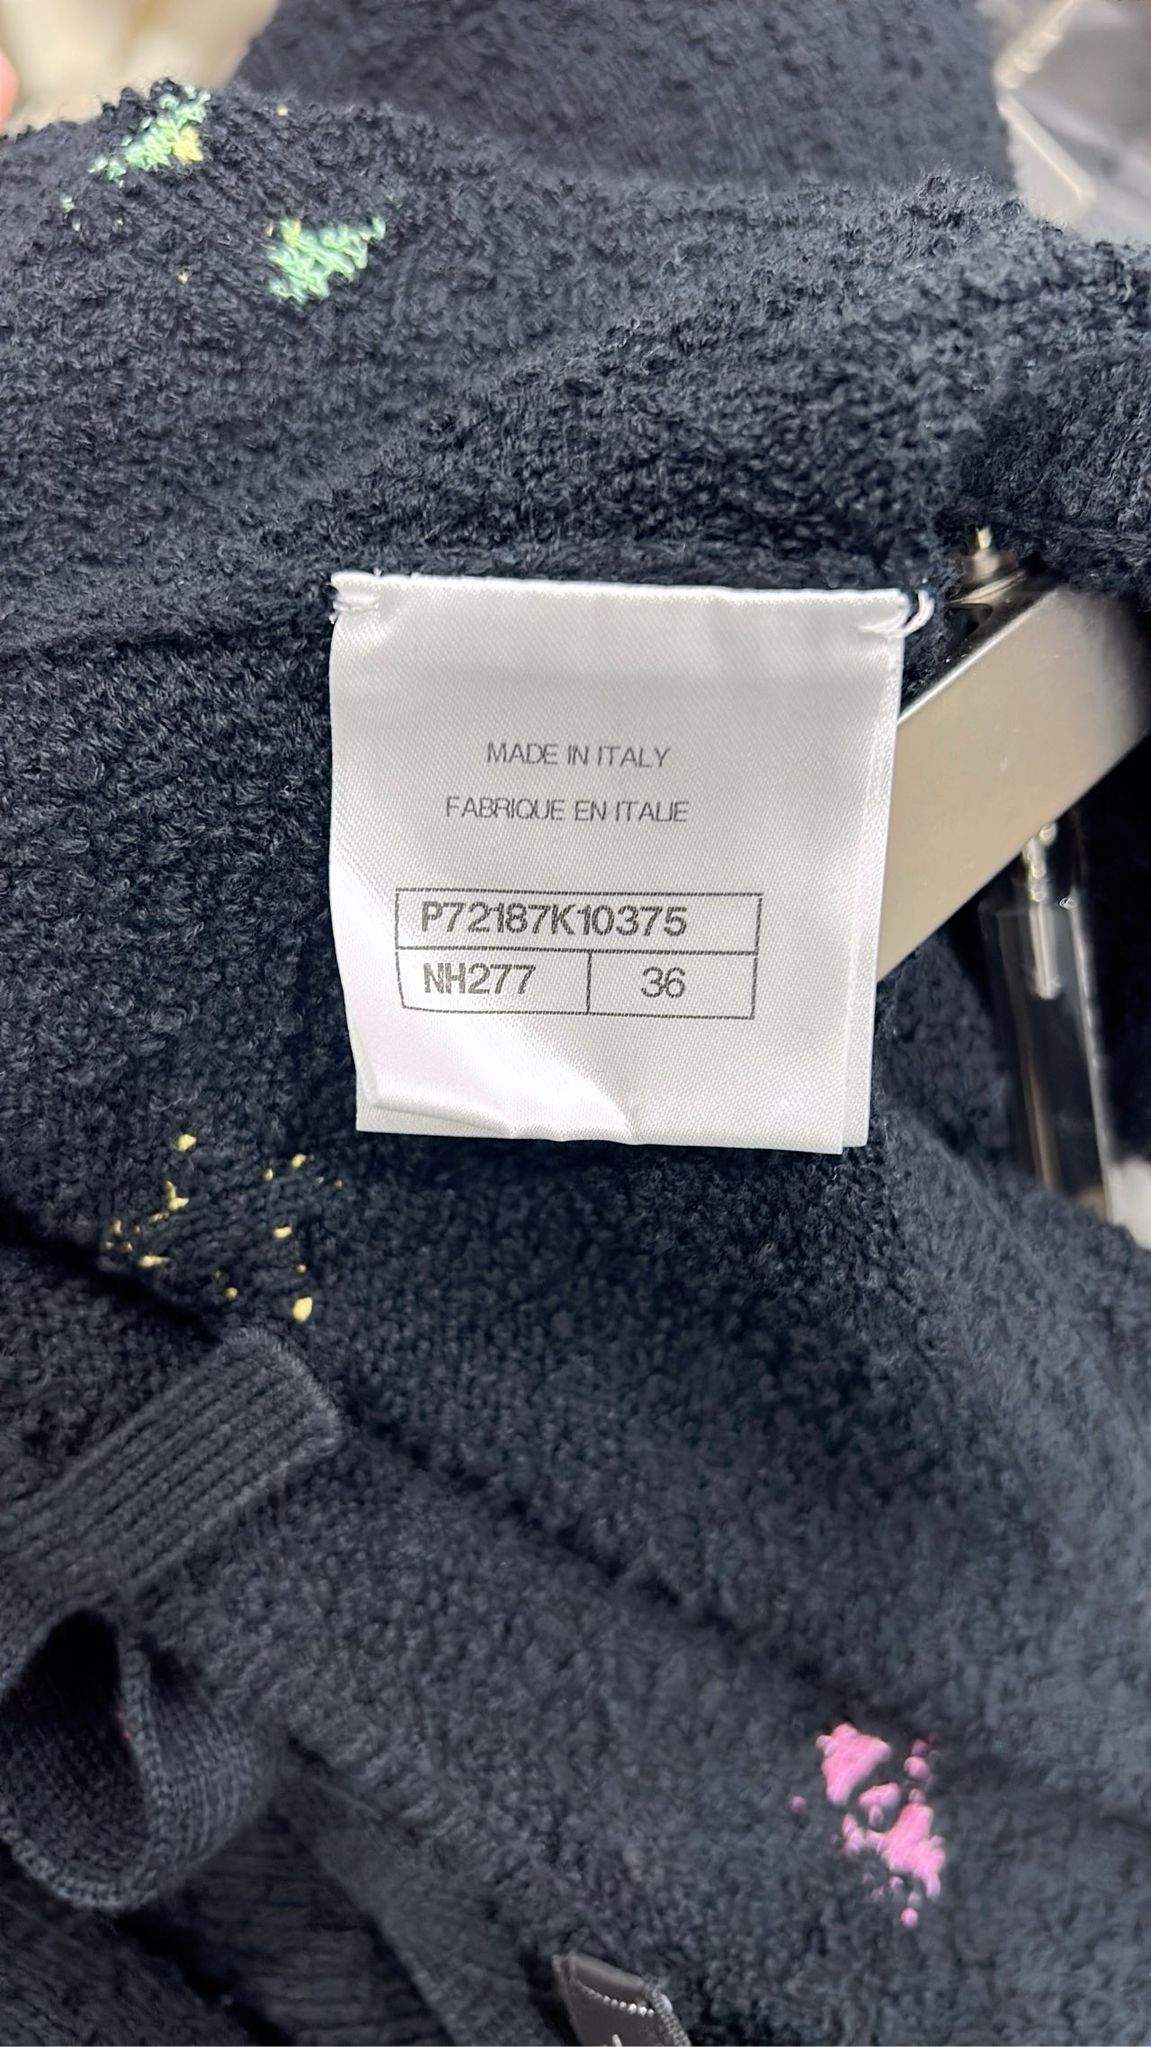 MADE IN ITALY
FABRIQUE EN ITALIE
P72187K10375
NH277 36